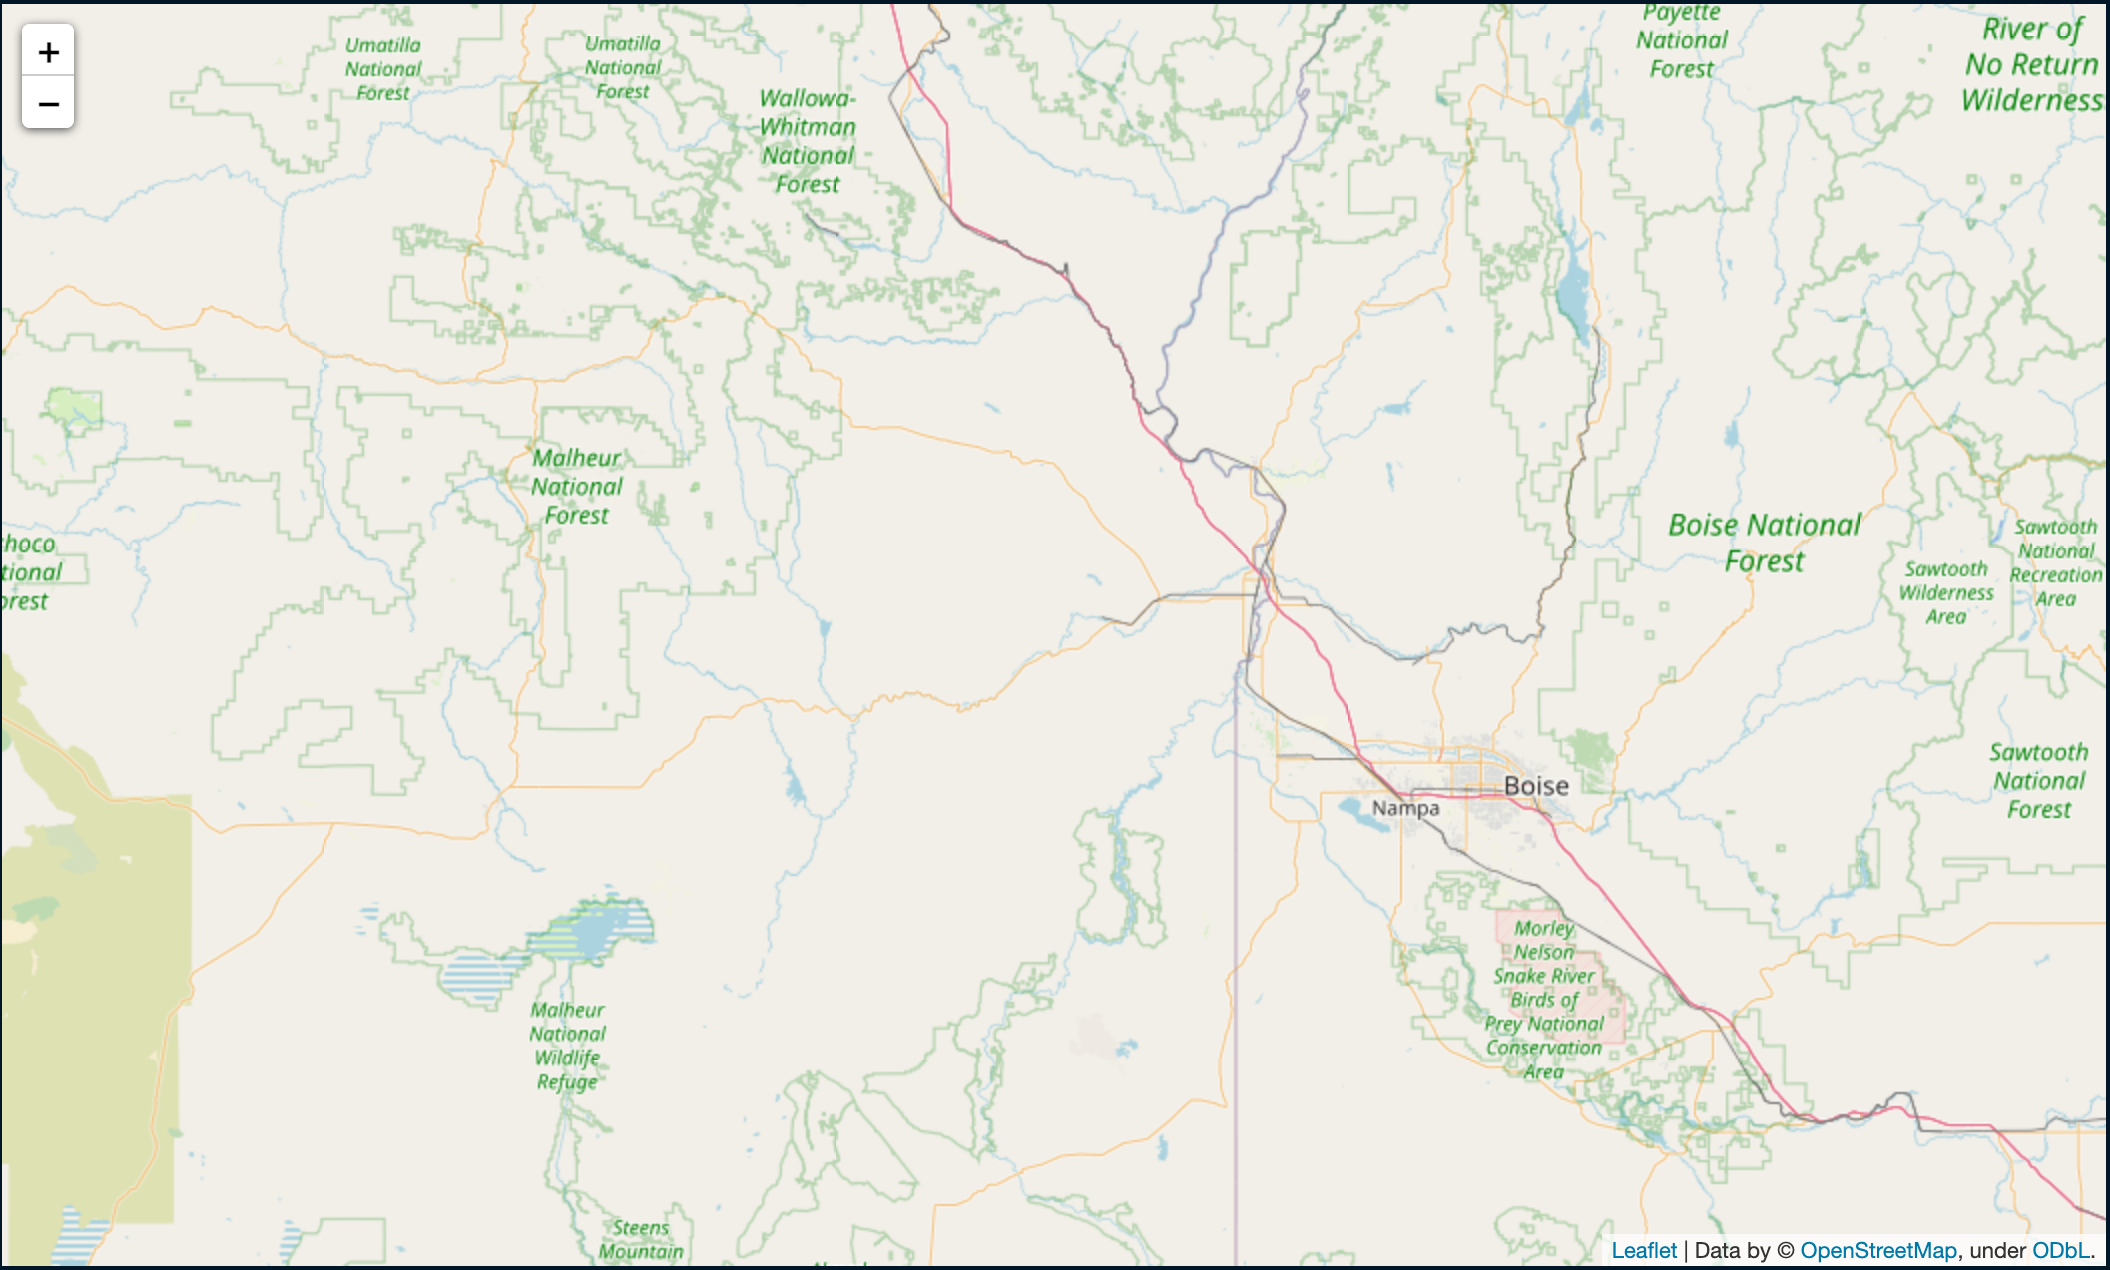 +
−
Umatilla
National
Forest
Umatilla
National
Forest
Wallowa-
Whitman
National
Forest
Payette
National
Forest
River of
No Return
Wilderness
Malheur
National
Forest
choco
tional
orest
Boise National
Forest
Sawtooth
Wilderness
Area
Sawtooth
National
Recreation
Area
Sawtooth
National
Forest
Boise
Nampa
Morley
Nelson
Snake River
Birds of
Prey National
Conservation
Area
Malheur
National
Wildlife
Refuge
Steens
Mountain
Leaflet | Data by © OpenStreetMap, under ODbL.